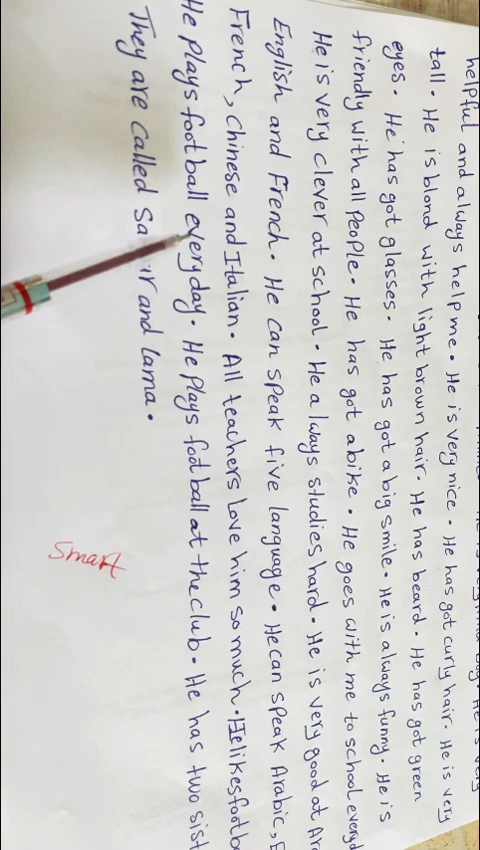 helpful and always help me. He is very nice. He has got curly hair. He is very
tall. He is blond with light brown hair. He has beard. He has got green
eyes. He has got glasses. He has got a big smile. He is always funny. He is
friendly with all people. He has got a bike. He goes with me to school everyd
He is very clever at school. He always studies hard. He is very good at Ar
English and French. He can speak five language. He can speak Arabic, E
French, Chinese and Italian. All teachers Love him so much. He likes footb
He plays football everyday. He plays football at the club. He has two sist
They are called and Lama.
Smart